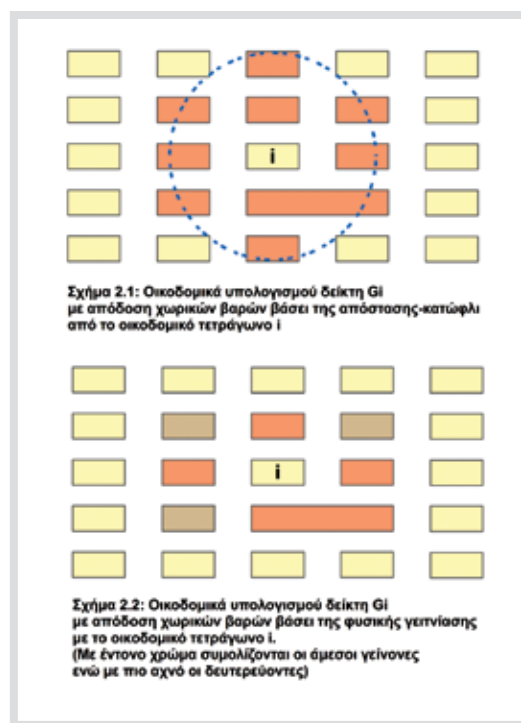 i
Σχήμα 2.1: Οικοδομικά υπολογισμού δείκτη Gi
με απόδοση χωρικών βαρών βάσει της απόστασης-κατώφλι
από το οικοδομικό τετράγωνο i
i
Σχήμα 2.2: Οικοδομικά υπολογισμού δείκτη Gi
με απόδοση χωρικών βαρών βάσει της φυσικής γειτνίασης
με το οικοδομικό τετράγωνο i.
(Με έντονο χρώμα συμολίζονται οι άμεσοι γείνονες
ενώ με πιο αχνό οι δευτερεύοντες)